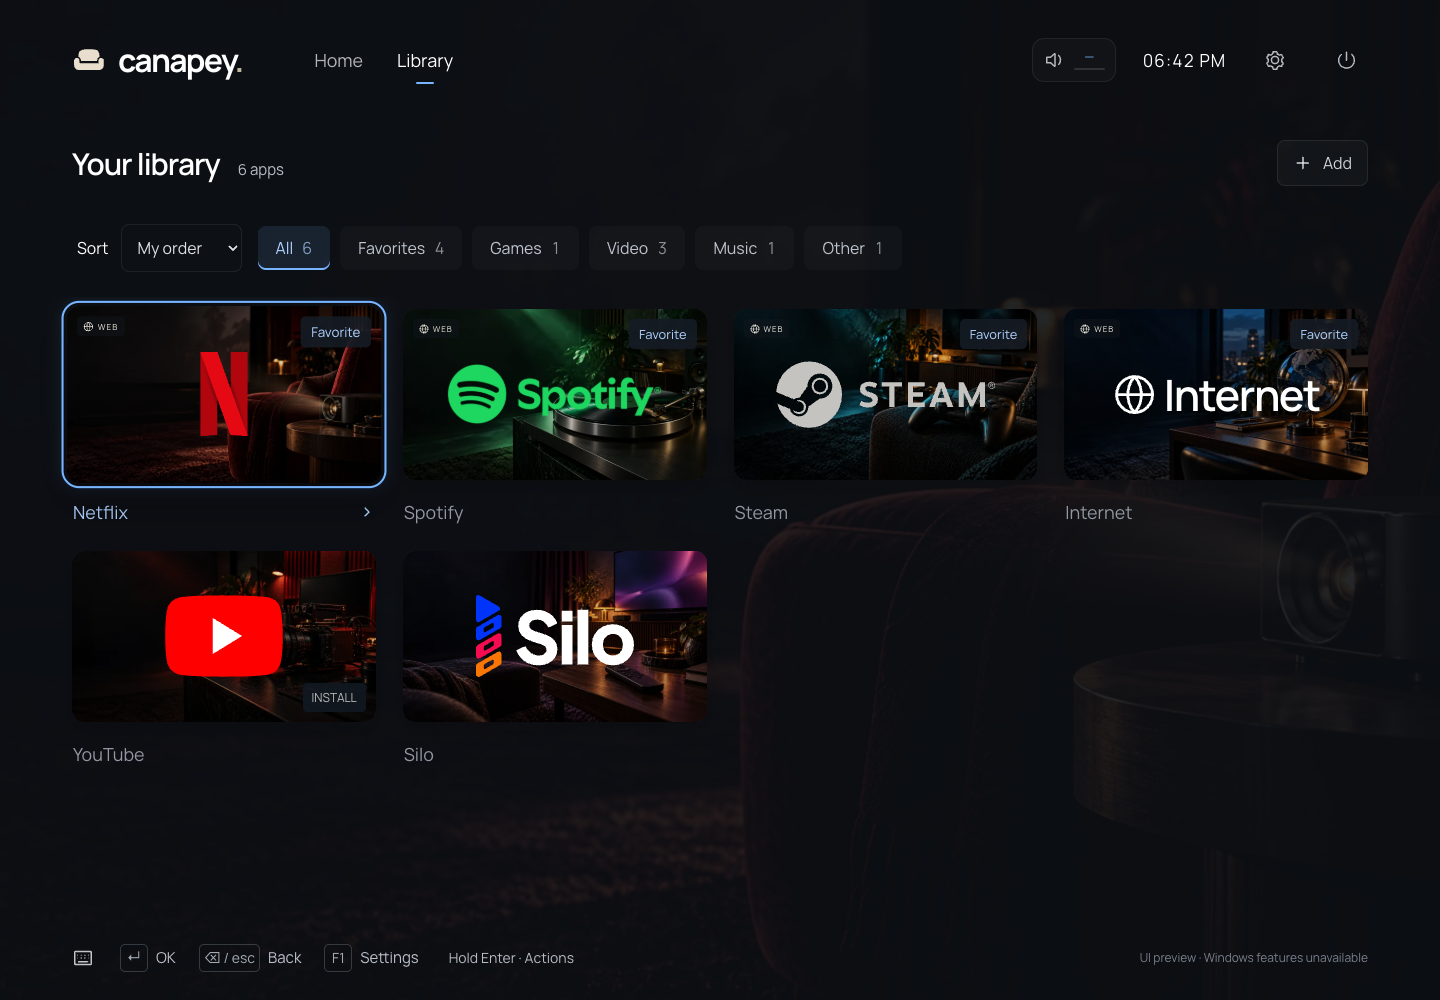 canapey.
Home
Library
06:42 PM
Your library
6 apps
Add
Sort
My order
All 6
Favorites 4
Games 1
Video 3
Music 1
Other 1
WEB
Favorite
N
WEB
Favorite
Spotify®
WEB
Favorite
STEAM®
WEB
Favorite
Internet
Netflix
Spotify
Steam
Internet
INSTALL
Silo
YouTube
Silo
OK
/ esc
Back
F1
Settings
Hold Enter · Actions
UI preview · Windows features unavailable